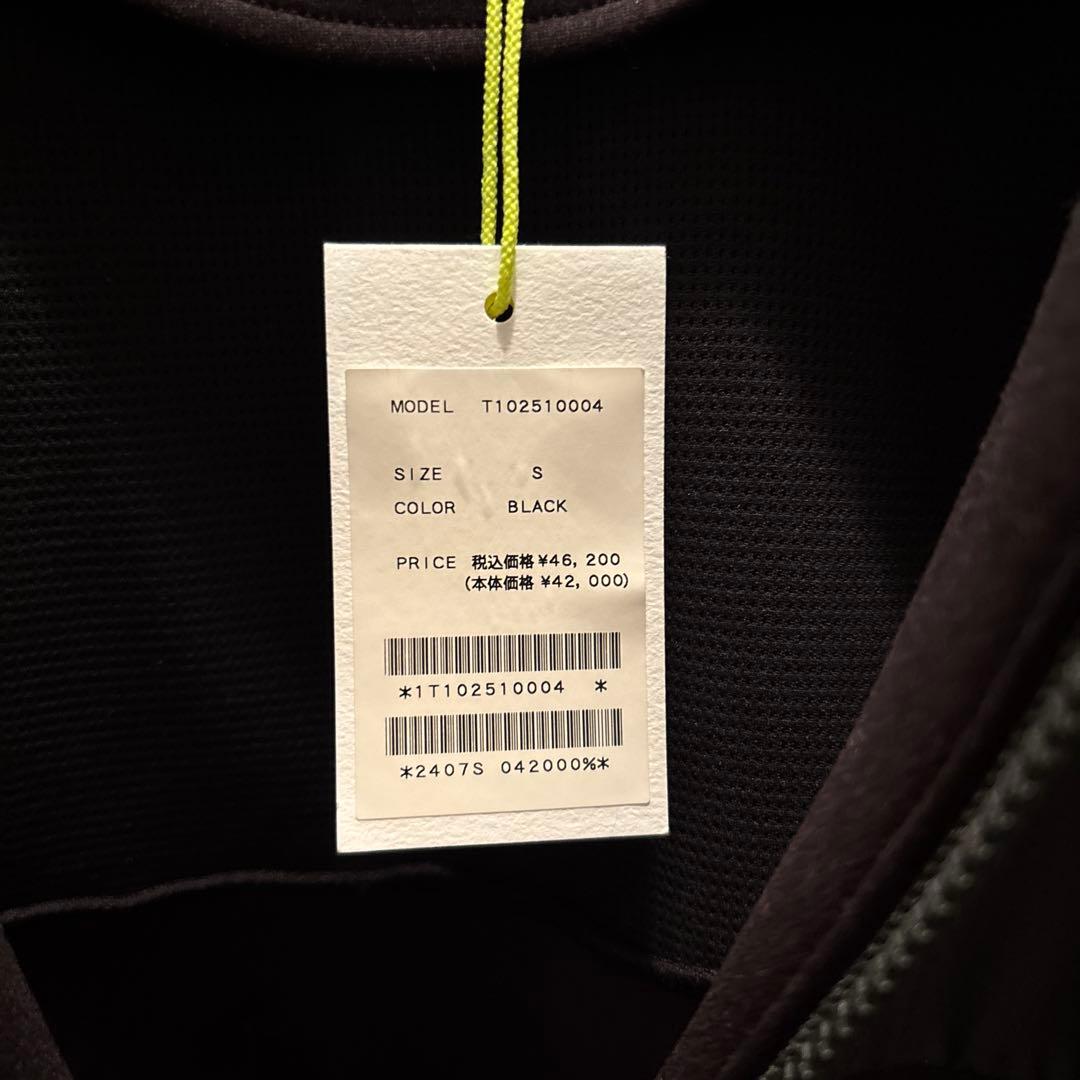 MODEL T102510004
SIZE S
COLOR BLACK
PRICE 税込価格 ¥46, 200
(本体価格 ¥42, 000)
*1T102510004 *
*2407S 042000%*